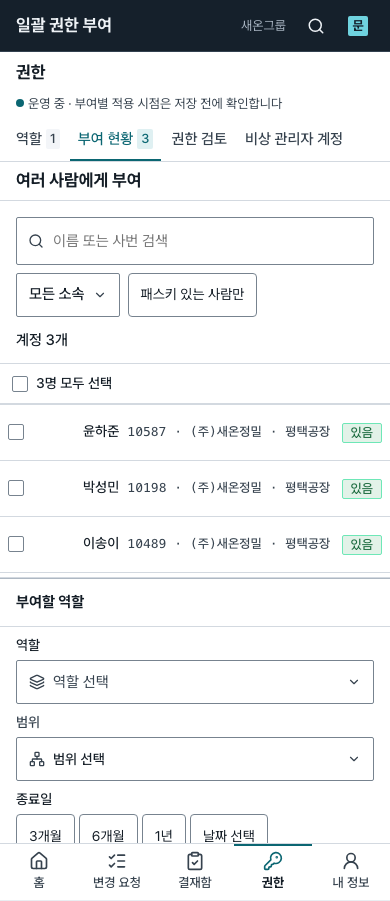 일괄 권한 부여
새온그룹
문
권한
운영 중 · 부여별 적용 시점은 저장 전에 확인합니다
역할 1 부여 현황 3 권한 검토 비상 관리자 계정
여러 사람에게 부여
이름 또는 사번 검색
모든 소속 패스키 있는 사람만
계정 3개
3명 모두 선택
윤하준 10587 · (주)새온정밀 · 평택공장 있음
박성민 10198 · (주)새온정밀 · 평택공장 있음
이송이 10489 · (주)새온정밀 · 평택공장 있음
부여할 역할
역할
역할 선택
범위
범위 선택
종료일
3개월 6개월 1년 날짜 선택
홈 변경 요청 결재함 권한 내 정보